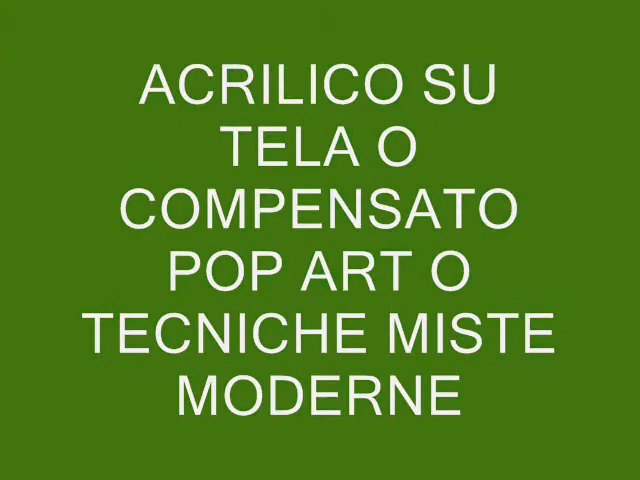 ACRILICO SU
TELA O
COMPENSATO
POP ART O
TECNICHE MISTE
MODERNE